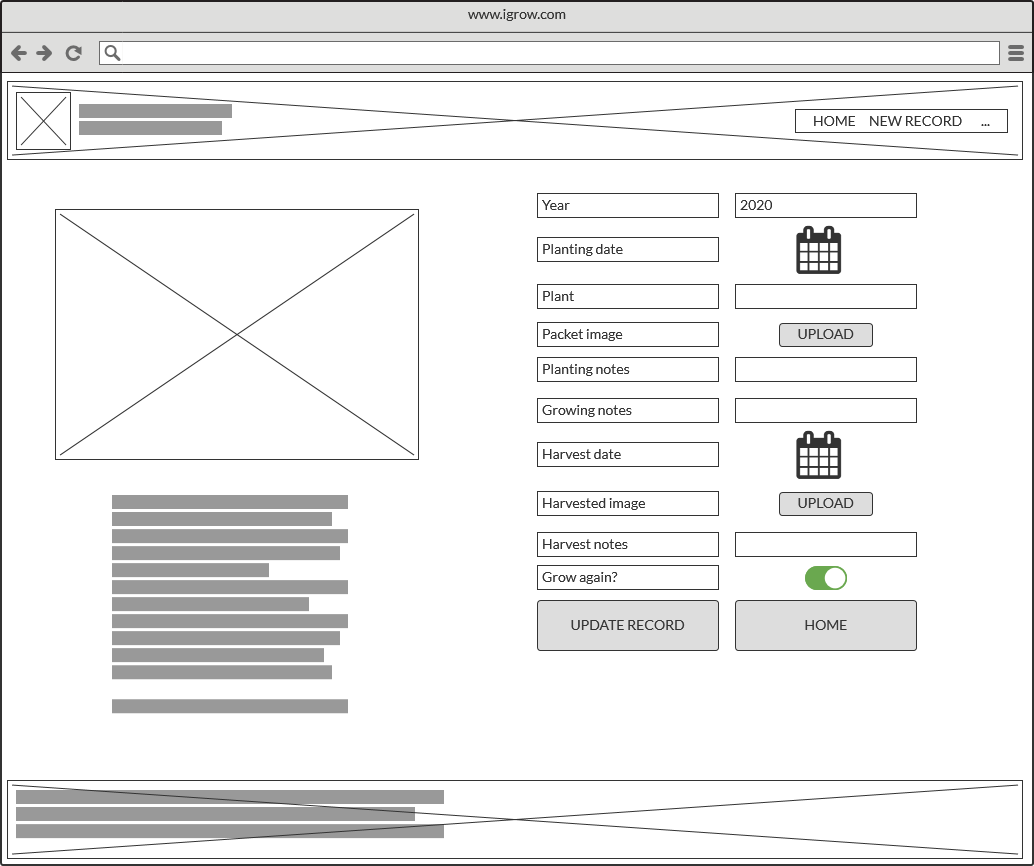 www.igrow.com
HOME NEW RECORD ...
Year 2020
Planting date
Plant
Packet image UPLOAD
Planting notes
Growing notes
Harvest date
Harvested image UPLOAD
Harvest notes
Grow again?
UPDATE RECORD HOME